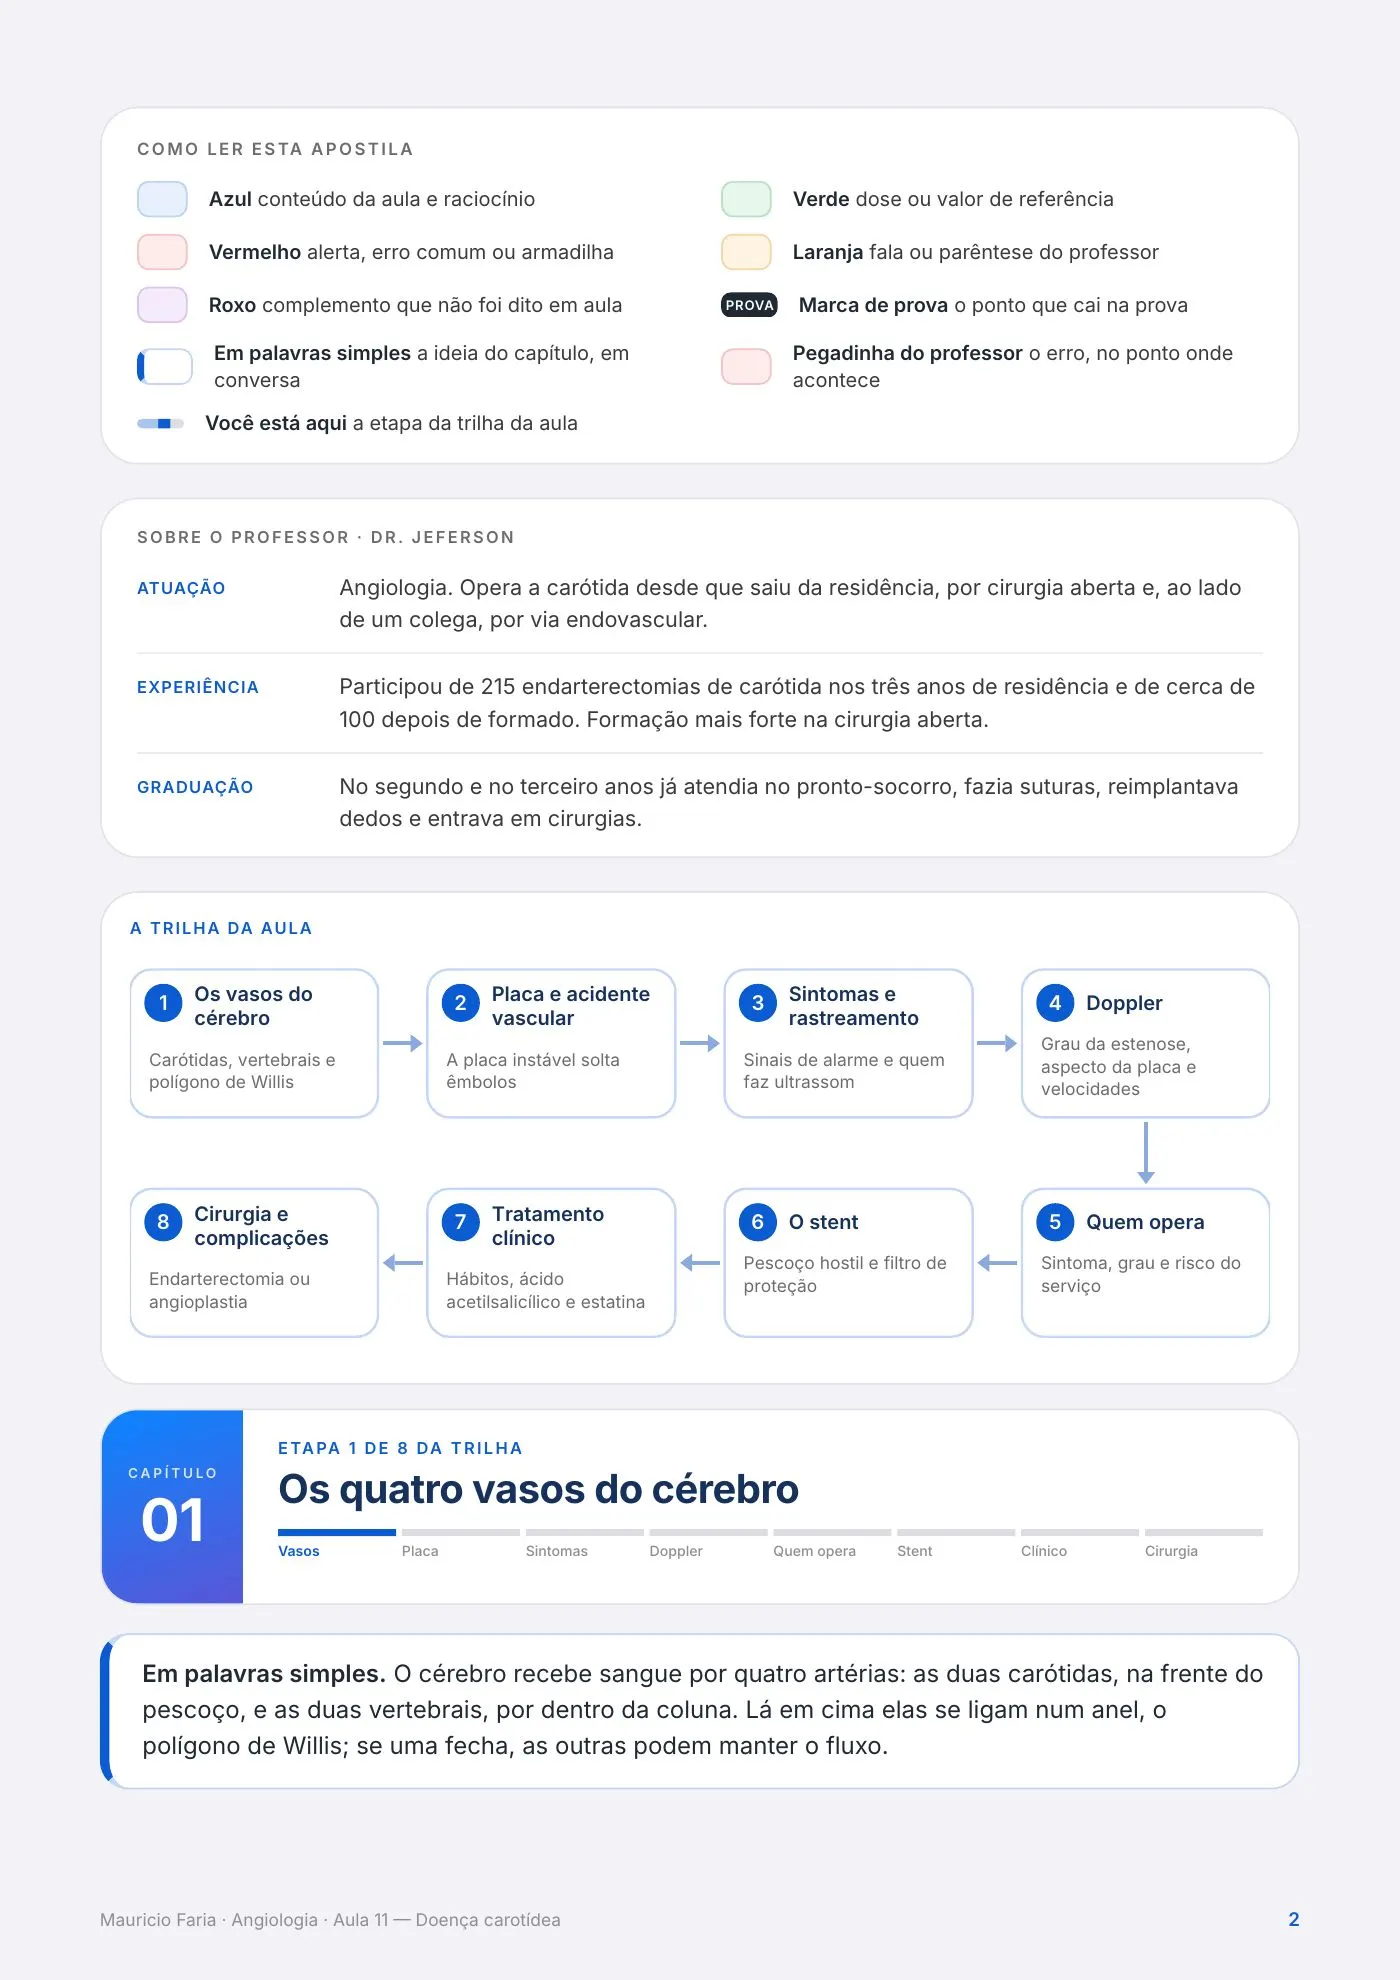 COMO LER ESTA APOSTILA
Azul conteúdo da aula e raciocínio
Verde dose ou valor de referência
Vermelho alerta, erro comum ou armadilha
Laranja fala ou parêntese do professor
Roxo complemento que não foi dito em aula
PROVA Marca de prova o ponto que cai na prova
Em palavras simples a ideia do capítulo, em
conversa
Pegadinha do professor o erro, no ponto onde
acontece
Você está aqui a etapa da trilha da aula
SOBRE O PROFESSOR · DR. JEFERSON
ATUAÇÃO
Angiologia. Opera a carótida desde que saiu da residência, por cirurgia aberta e, ao lado
de um colega, por via endovascular.
EXPERIÊNCIA
Participou de 215 endarterectomias de carótida nos três anos de residência e de cerca de
100 depois de formado. Formação mais forte na cirurgia aberta.
GRADUAÇÃO
No segundo e no terceiro anos já atendia no pronto-socorro, fazia suturas, reimplantava
dedos e entrava em cirurgias.
A TRILHA DA AULA
1 Os vasos do
cérebro
Carótidas, vertebrais e
polígono de Willis
2 Placa e acidente
vascular
A placa instável solta
êmbolos
3 Sintomas e
rastreamento
Sinais de alarme e quem
faz ultrassom
4 Doppler
Grau da estenose,
aspecto da placa e
velocidades
8 Cirurgia e
complicações
Endarterectomia ou
angioplastia
7 Tratamento
clínico
Hábitos, ácido
acetilsalicílico e estatina
6 O stent
Pescoço hostil e filtro de
proteção
5 Quem opera
Sintoma, grau e risco do
serviço
CAPÍTULO
01
ETAPA 1 DE 8 DA TRILHA
Os quatro vasos do cérebro
Vasos Placa Sintomas Doppler Quem opera Stent Clínico Cirurgia
Em palavras simples. O cérebro recebe sangue por quatro artérias: as duas carótidas, na frente do
pescoço, e as duas vertebrais, por dentro da coluna. Lá em cima elas se ligam num anel, o
polígono de Willis; se uma fecha, as outras podem manter o fluxo.
Mauricio Faria · Angiologia · Aula 11 — Doença carotídea
2